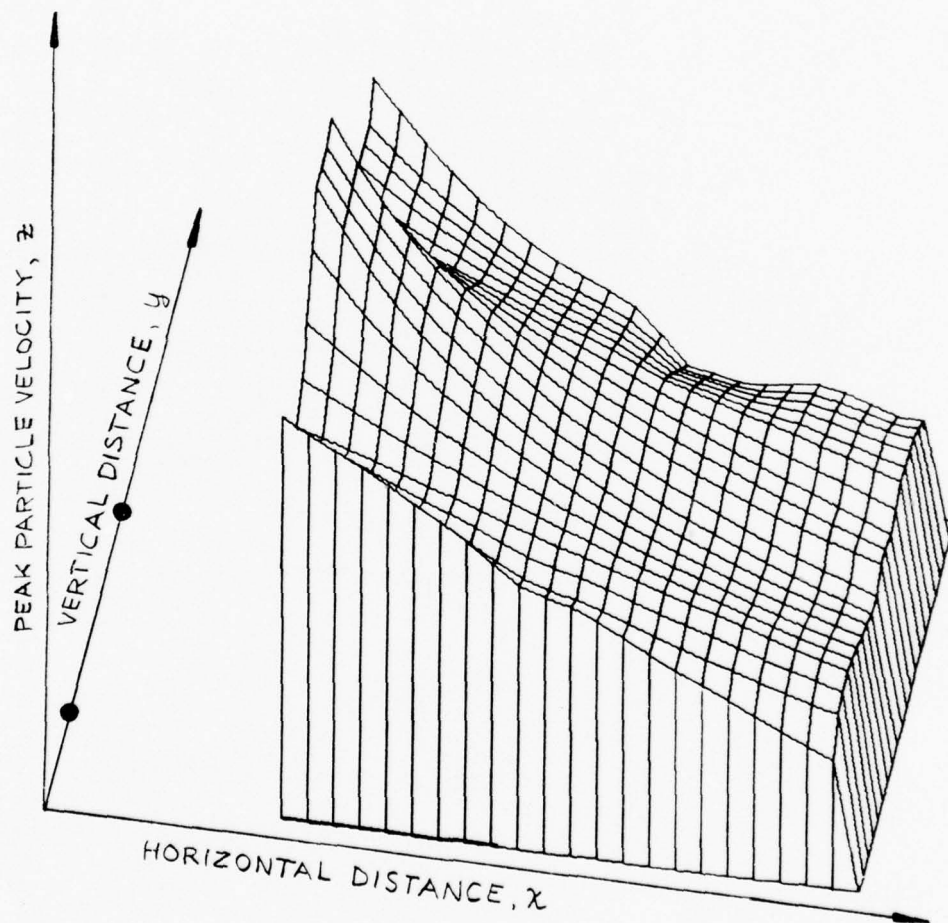 PEAK PARTICLE VELOCITY, z
VERTICAL DISTANCE, y
HORIZONTAL DISTANCE, x